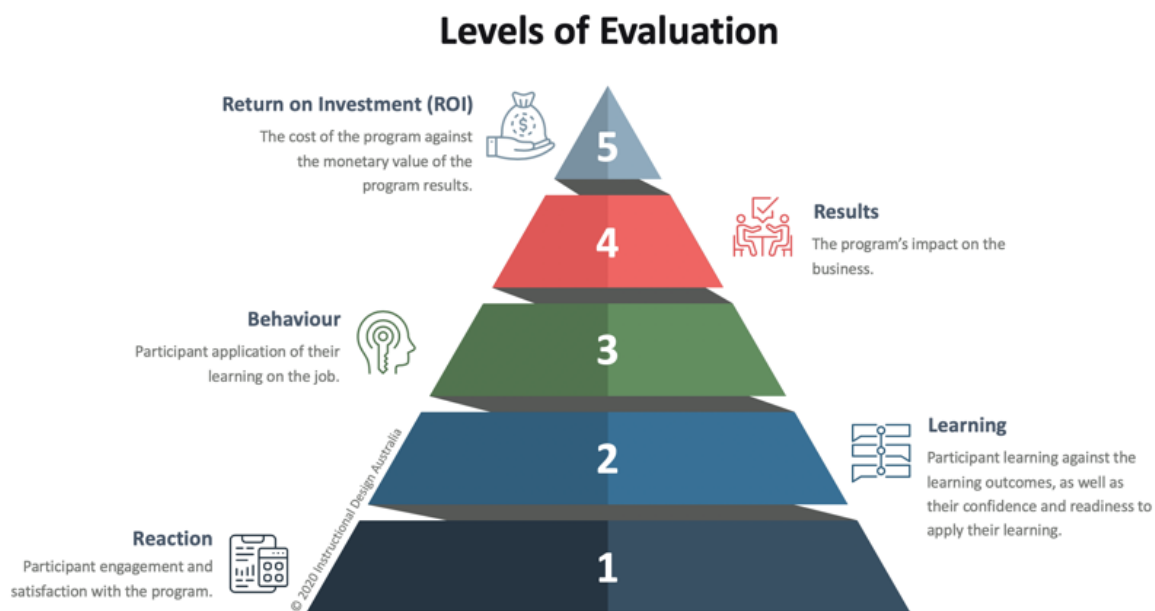 Levels of Evaluation
Return on Investment (ROI)
The cost of the program against
the monetary value of the
program results.
5
Results
The program's impact on the
business.
4
Behaviour
Participant application of their
learning on the job.
3
Learning
Participant learning against the
learning outcomes, as well as
their confidence and readiness to
apply their learning.
2
Reaction
Participant engagement and
satisfaction with the program.
1
© 2020 Instructional Design Australia
$